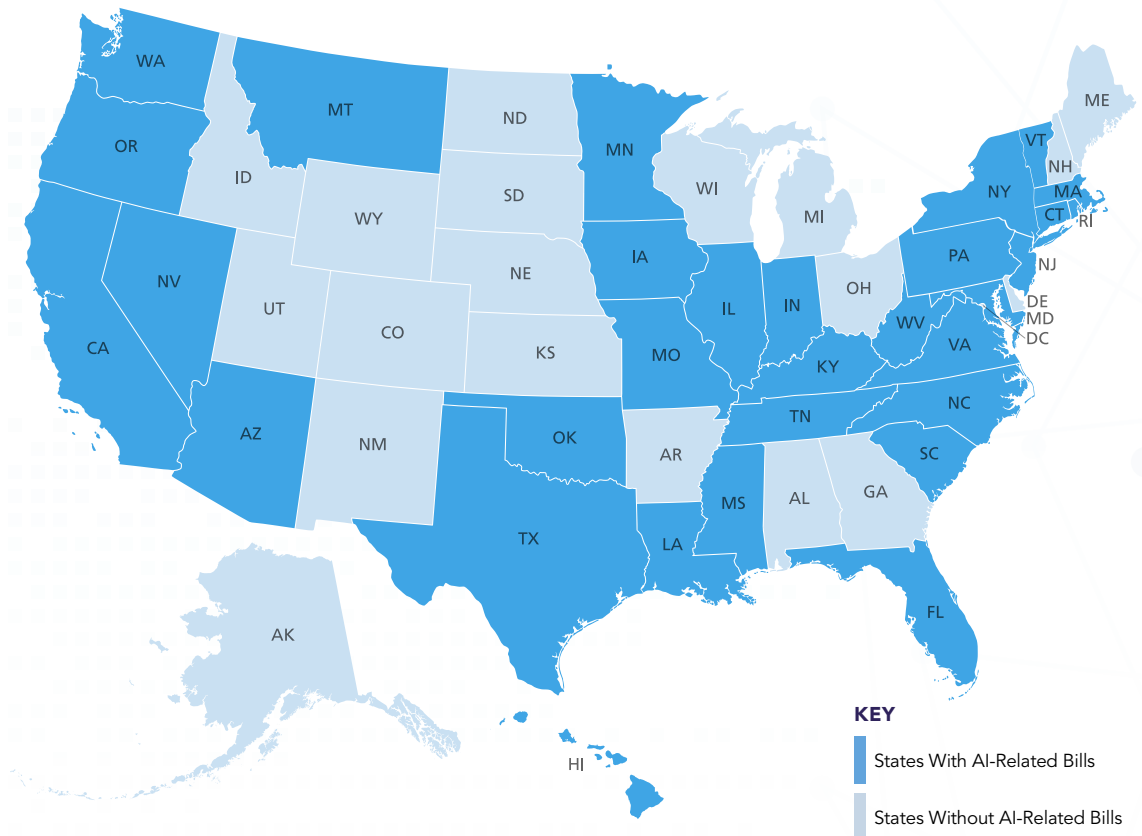 WA
MT
ND
MN
ME
OR
ID
SD
WI
VT
NH
WY
MI
NY
MA
CT
RI
NV
NE
IA
PA
NJ
UT
CO
IL
IN
OH
DE
MD
DC
CA
KS
MO
WV
VA
KY
AZ
NM
OK
TN
NC
AR
SC
MS
AL
GA
TX
LA
FL
AK
HI
KEY
States With AI-Related Bills
States Without AI-Related Bills